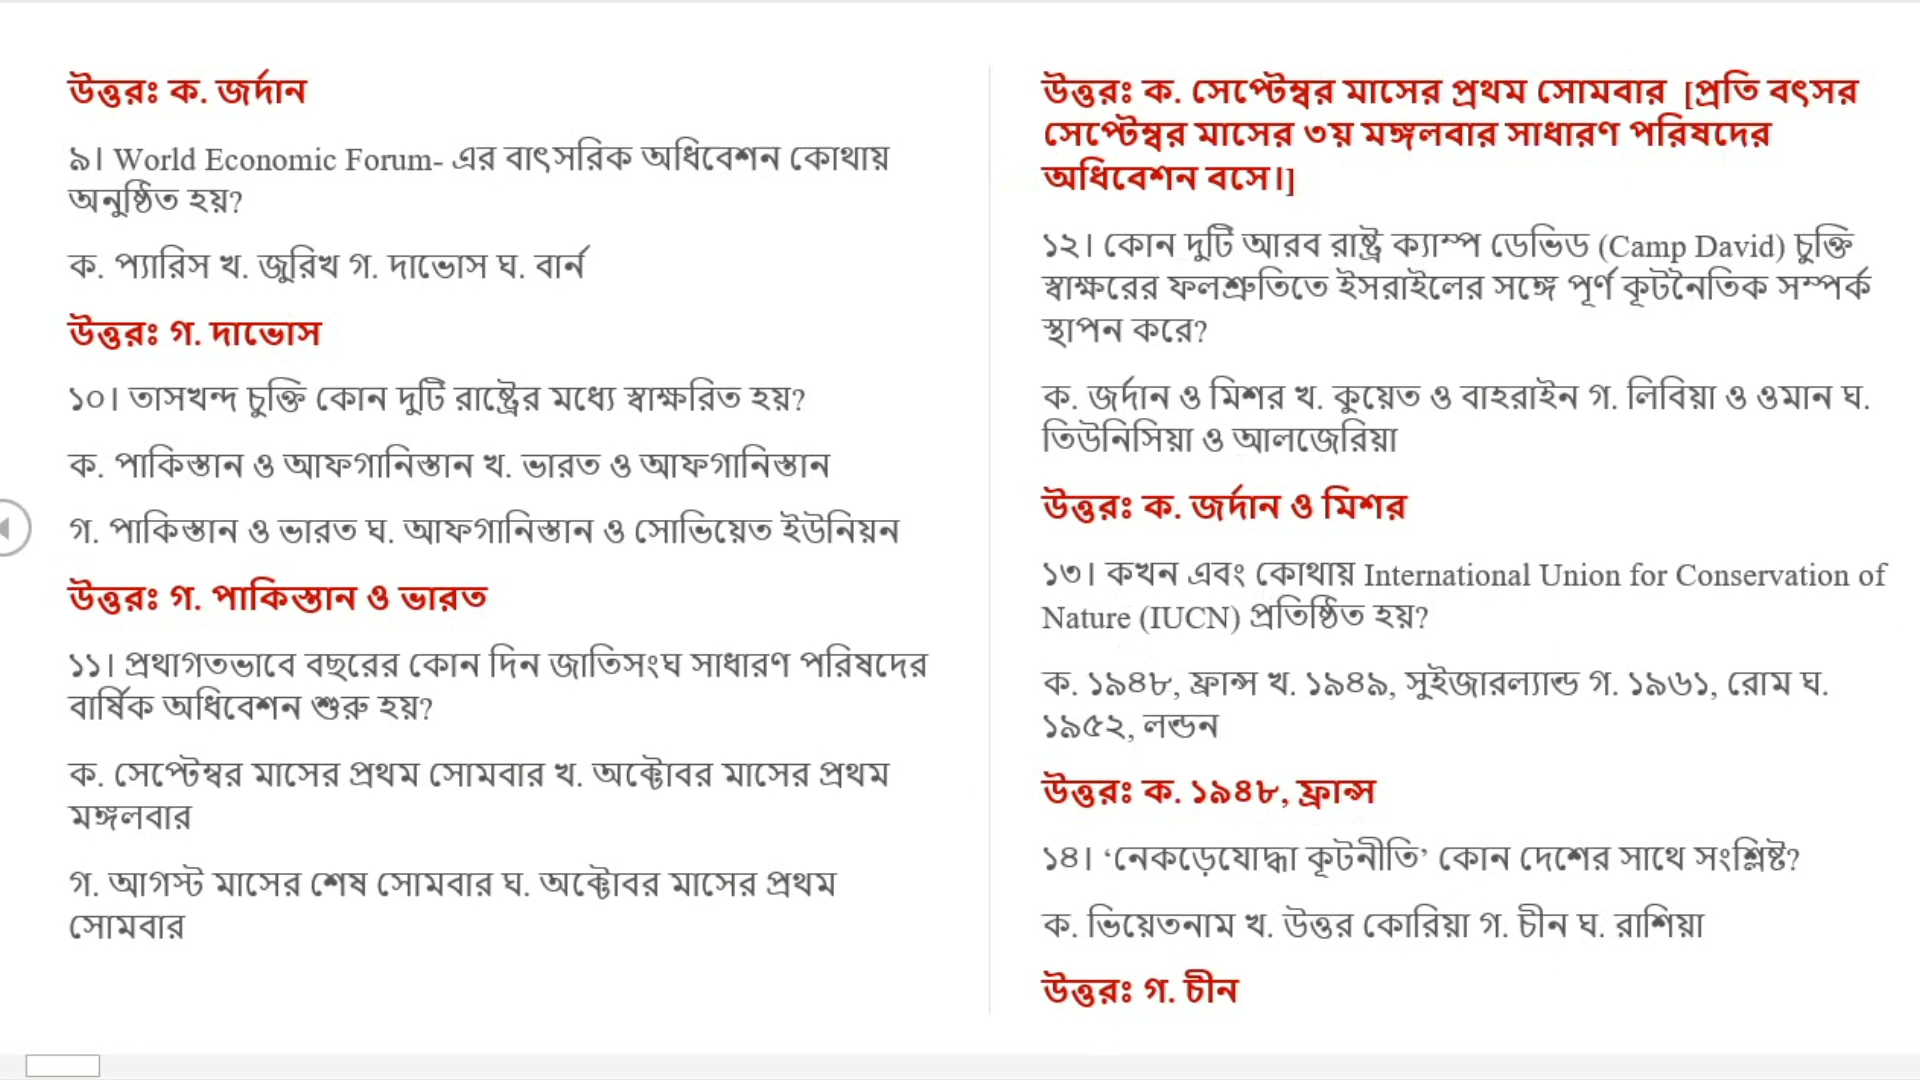 উত্তরঃ ক. জর্দান
৯। World Economic Forum- এর বাৎসরিক অধিবেশন কোথায়
অনুষ্ঠিত হয়?
ক. প্যারিস খ. জুরিখ গ. দাভোস ঘ. বার্ন
উত্তরঃ গ. দাভোস
১০। তাসখন্দ চুক্তি কোন দুটি রাষ্ট্রের মধ্যে স্বাক্ষরিত হয়?
ক. পাকিস্তান ও আফগানিস্তান খ. ভারত ও আফগানিস্তান
গ. পাকিস্তান ও ভারত ঘ. আফগানিস্তান ও সোভিয়েত ইউনিয়ন
উত্তরঃ গ. পাকিস্তান ও ভারত
১১। প্রথাগতভাবে বছরের কোন দিন জাতিসংঘ সাধারণ পরিষদের
বার্ষিক অধিবেশন শুরু হয়?
ক. সেপ্টেম্বর মাসের প্রথম সোমবার খ. অক্টোবর মাসের প্রথম
মঙ্গলবার
গ. আগস্ট মাসের শেষ সোমবার ঘ. অক্টোবর মাসের প্রথম
সোমবার
উত্তরঃ ক. সেপ্টেম্বর মাসের প্রথম সোমবার [প্রতি বৎসর
সেপ্টেম্বর মাসের ৩য় মঙ্গলবার সাধারণ পরিষদের
অধিবেশন বসে।]
১২। কোন দুটি আরব রাষ্ট্র ক্যাম্প ডেভিড (Camp David) চুক্তি
স্বাক্ষরের ফলশ্রুতিতে ইসরাইলের সঙ্গে পূর্ণ কূটনৈতিক সম্পর্ক
স্থাপন করে?
ক. জর্দান ও মিশর খ. কুয়েত ও বাহরাইন গ. লিবিয়া ও ওমান ঘ.
তিউনিসিয়া ও আলজেরিয়া
উত্তরঃ ক. জর্দান ও মিশর
১৩। কখন এবং কোথায় International Union for Conservation of
Nature (IUCN) প্রতিষ্ঠিত হয়?
ক. ১৯৪৮, ফ্রান্স খ. ১৯৪৯, সুইজারল্যান্ড গ. ১৯৬১, রোম ঘ.
১৯৫২, লন্ডন
উত্তরঃ ক. ১৯৪৮, ফ্রান্স
১৪। ‘নেকড়েযোদ্ধা কূটনীতি’ কোন দেশের সাথে সংশ্লিষ্ট?
ক. ভিয়েতনাম খ. উত্তর কোরিয়া গ. চীন ঘ. রাশিয়া
উত্তরঃ গ. চীন